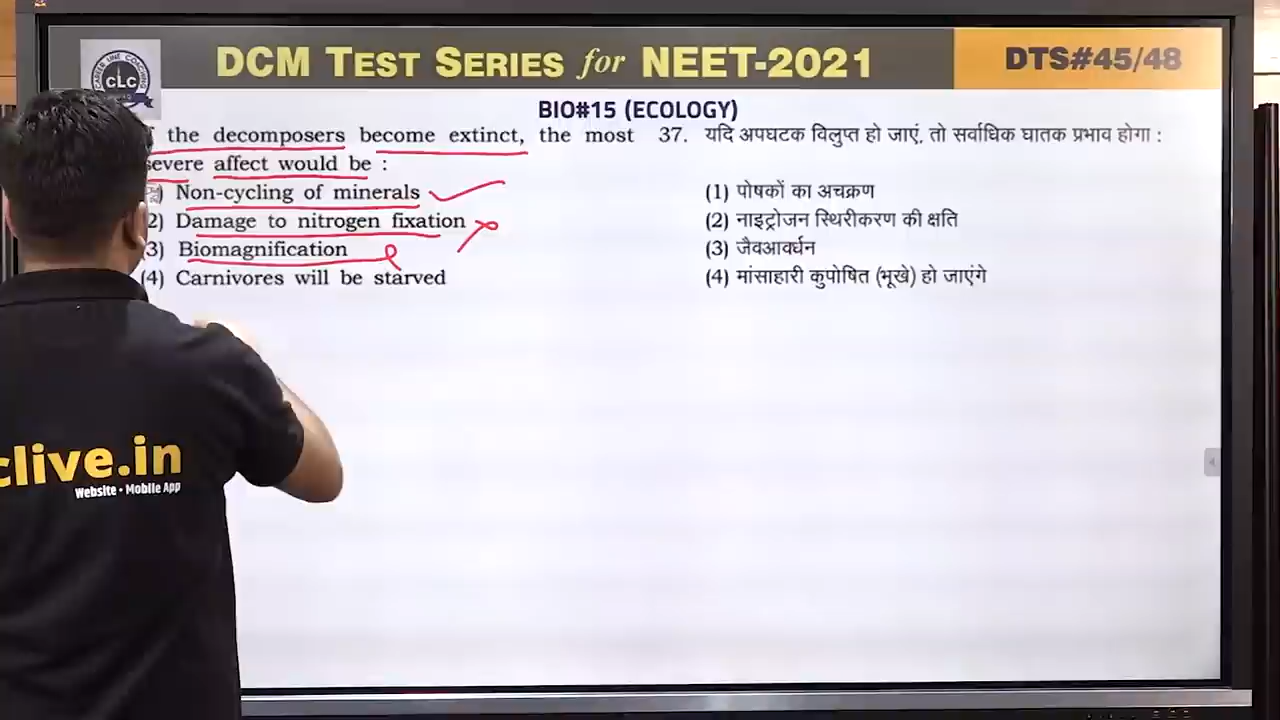 DCM TEST SERIES for NEET-2021
DTS#45/48
CLC
BIO#15 (ECOLOGY)
the decomposers become extinct, the most
severe affect would be :
Non-cycling of minerals
2) Damage to nitrogen fixation
(3) Biomagnification
(4) Carnivores will be starved
37. यदि अपघटक विलुप्त हो जाएं, तो सर्वाधिक घातक प्रभाव होगा :
(1) पोषकों का अचक्रण
(2) नाइट्रोजन स्थिरीकरण की क्षति
(3) जैवआवर्धन
(4) मांसाहारी कुपोषित (भूखे) हो जाएंगे
clive.in
Website • Mobile App